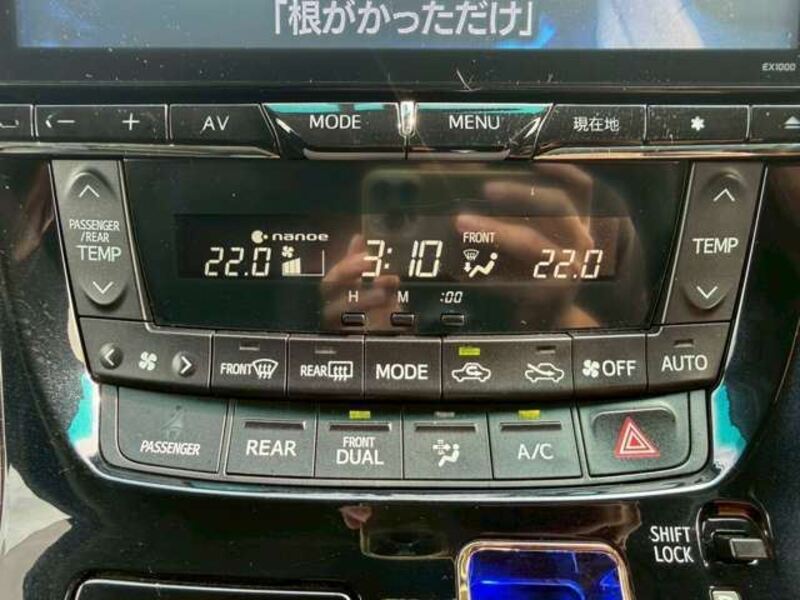 「根がかっただけ」
EX1000
− + AV MODE MENU 現在地 ✱
PASSENGER
/REAR
TEMP
nanoe
22.0 3:10 FRONT 22.0
TEMP
H M :00
FRONT REAR MODE OFF AUTO
PASSENGER REAR FRONT
DUAL A/C
SHIFT
LOCK